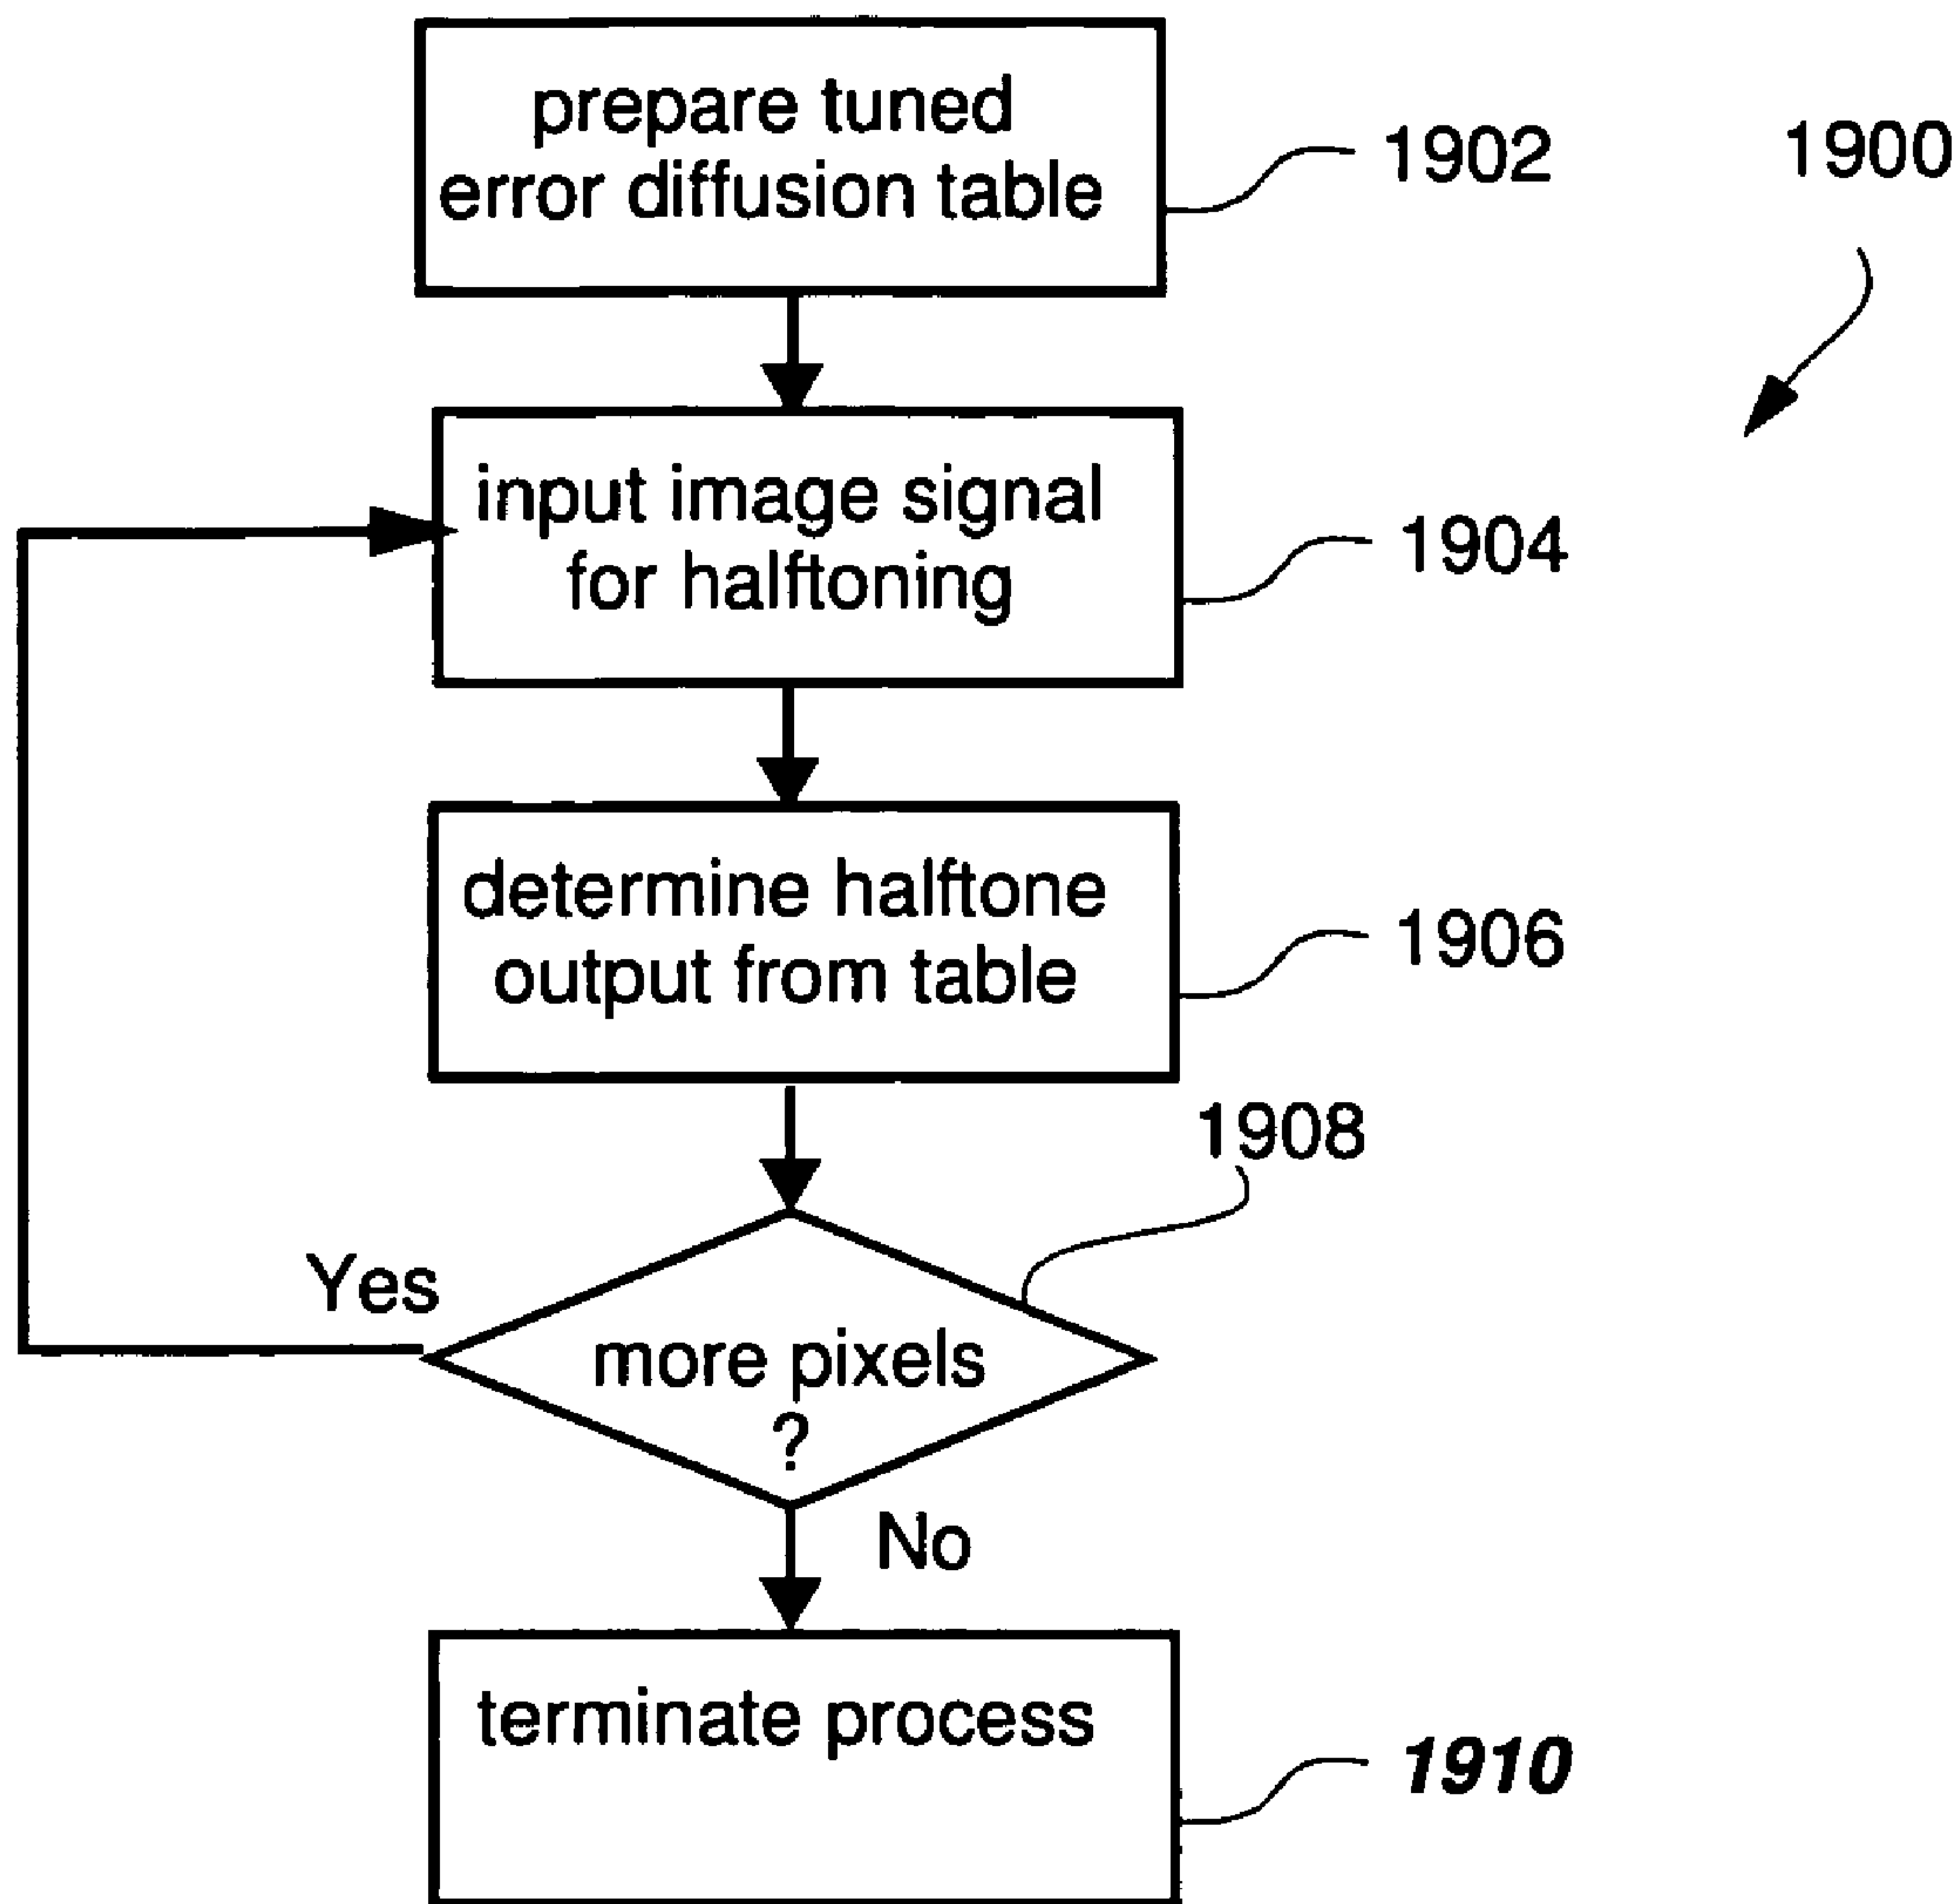 prepare tuned
error diffusion table
1902
1900
input image signal
for halftoning
1904
determine halftone
output from table
1906
1908
Yes
more pixels
?
No
terminate process
1910